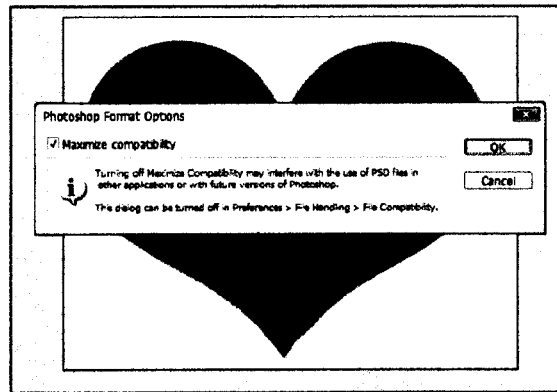 Photoshop Format Options
Maximize compatibility
OK
Turning off Maximize Compatibility may interfere with the use of PSD files in
other applications or with future versions of Photoshop.
Cancel
This dialog can be turned off in Preferences > File Handling > File Compatibility.